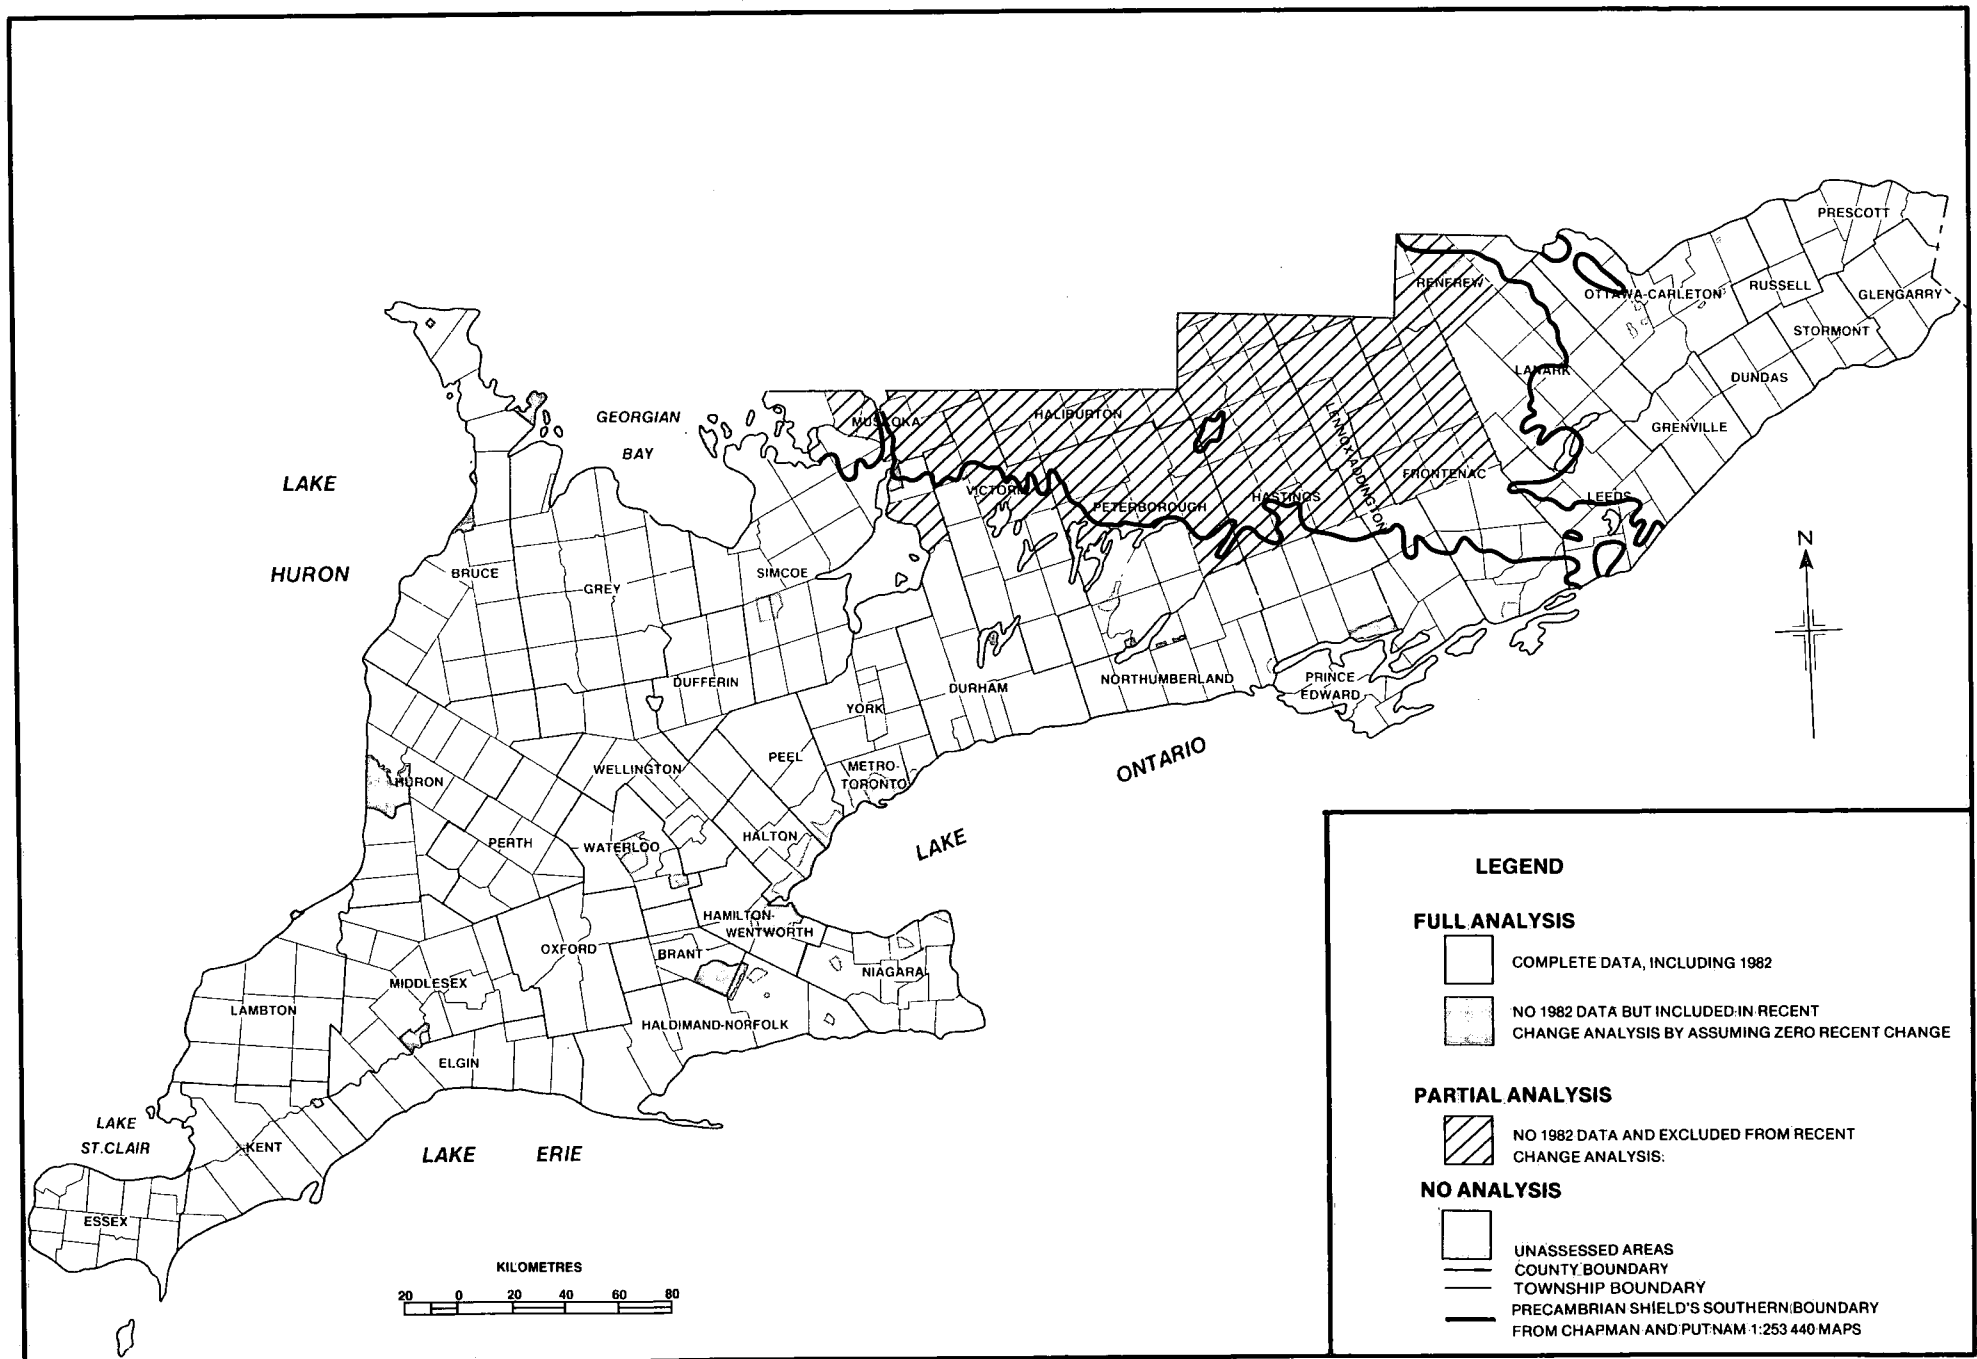 PRESCOTT
RENFREW
OTTAWA-CARLETON
RUSSELL
GLENGARRY
STORMONT
LANARK
DUNDAS
GEORGIAN
BAY
MUSKOKA
HALIBURTON
LENNOX ADDINGTON
GRENVILLE
LAKE
HURON
VICTORIA
PETERBOROUGH
HASTINGS
FRONTENAC
LEEDS
N
BRUCE
GREY
SIMCOE
DUFFERIN
YORK
DURHAM
NORTHUMBERLAND
PRINCE
EDWARD
HURON
WELLINGTON
PEEL
METRO-
TORONTO
LAKE
ONTARIO
PERTH
WATERLOO
HALTON
HAMILTON-
WENTWORTH
OXFORD
BRANT
NIAGARA
MIDDLESEX
LAMBTON
HALDIMAND-NORFOLK
ELGIN
LAKE
ST.CLAIR
KENT
LAKE ERIE
ESSEX
KILOMETRES
20 0 20 40 60 80
LEGEND
FULL ANALYSIS
COMPLETE DATA, INCLUDING 1982
NO 1982 DATA BUT INCLUDED IN RECENT
CHANGE ANALYSIS BY ASSUMING ZERO RECENT CHANGE
PARTIAL ANALYSIS
NO 1982 DATA AND EXCLUDED FROM RECENT
CHANGE ANALYSIS.
NO ANALYSIS
UNASSESSED AREAS
COUNTY BOUNDARY
TOWNSHIP BOUNDARY
PRECAMBRIAN SHIELD'S SOUTHERN BOUNDARY
FROM CHAPMAN AND PUTNAM 1:253 440 MAPS